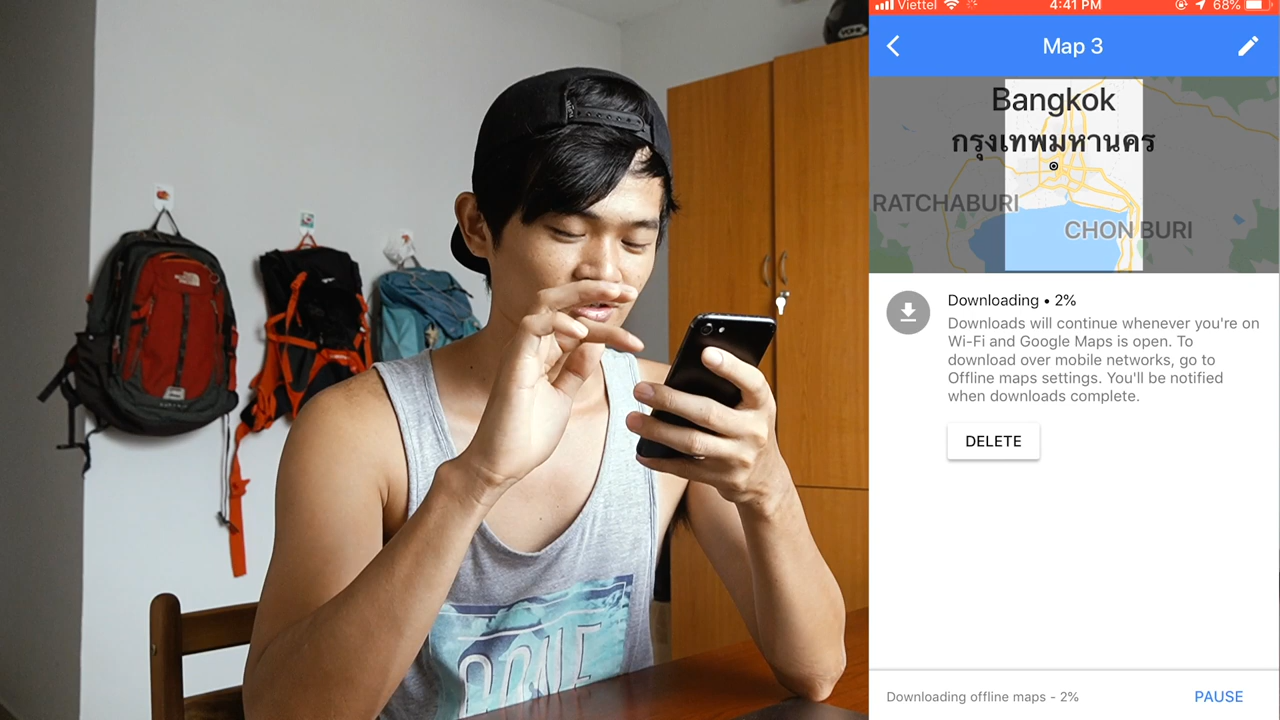 Viettel
4:41 PM
68%
Map 3
Bangkok
กรุงเทพมหานคร
RATCHABURI
CHON BURI
Downloading • 2%
Downloads will continue whenever you're on
Wi-Fi and Google Maps is open. To
download over mobile networks, go to
Offline maps settings. You'll be notified
when downloads complete.
DELETE
Downloading offline maps - 2%
PAUSE